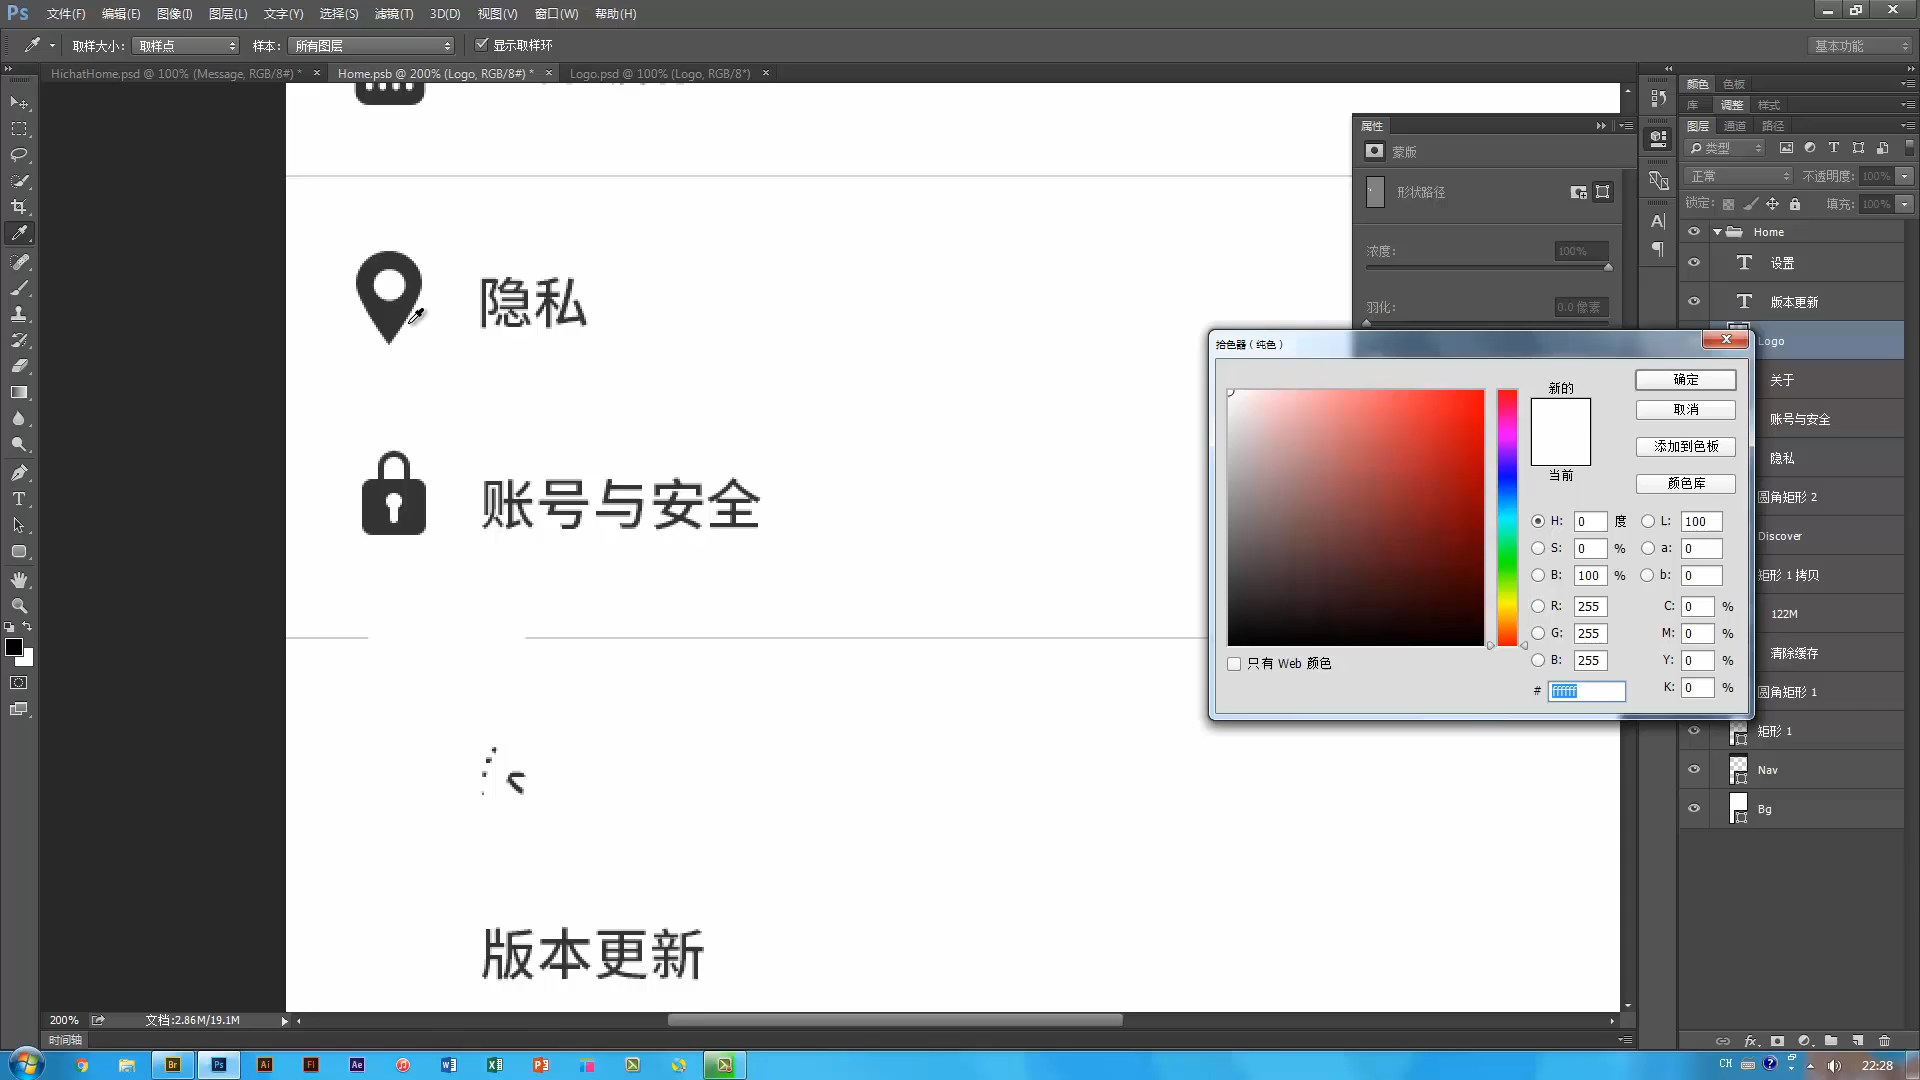 Ps 文件(F) 编辑(E) 图像(I) 图层(L) 文字(Y) 选择(S) 滤镜(T) 3D(D) 视图(V) 窗口(W) 帮助(H)
取样大小: 取样点 样本: 所有图层 显示取样环 基本功能
HichatHome.psd @ 100% (Message, RGB/8#) * × Home.psb @ 200% (Logo, RGB/8#) * × Logo.psd @ 100% (Logo, RGB/8*) ×
颜色 色板
库 调整 样式
图层 通道 路径
类型
正常 不透明度: 100%
锁定: 填充: 100%
Home
设置
版本更新
Logo
关于
账号与安全
隐私
圆角矩形 2
Discover
矩形 1 拷贝
122M
清除缓存
圆角矩形 1
矩形 1
Nav
Bg
属性
蒙版
形状路径
浓度: 100%
羽化: 0.0 像素
隐私
账号与安全
版本更新
拾色器（纯色）
新的
当前
确定
取消
添加到色板
颜色库
H: 0 度 L: 100
S: 0 % a: 0
B: 100 % b: 0
R: 255 C: 0 %
G: 255 M: 0 %
B: 255 Y: 0 %
# ffffff K: 0 %
只有 Web 颜色
200% 文档:2.86M/19.1M
时间轴
Br Ps Ai Fl Ae
CH 22:28